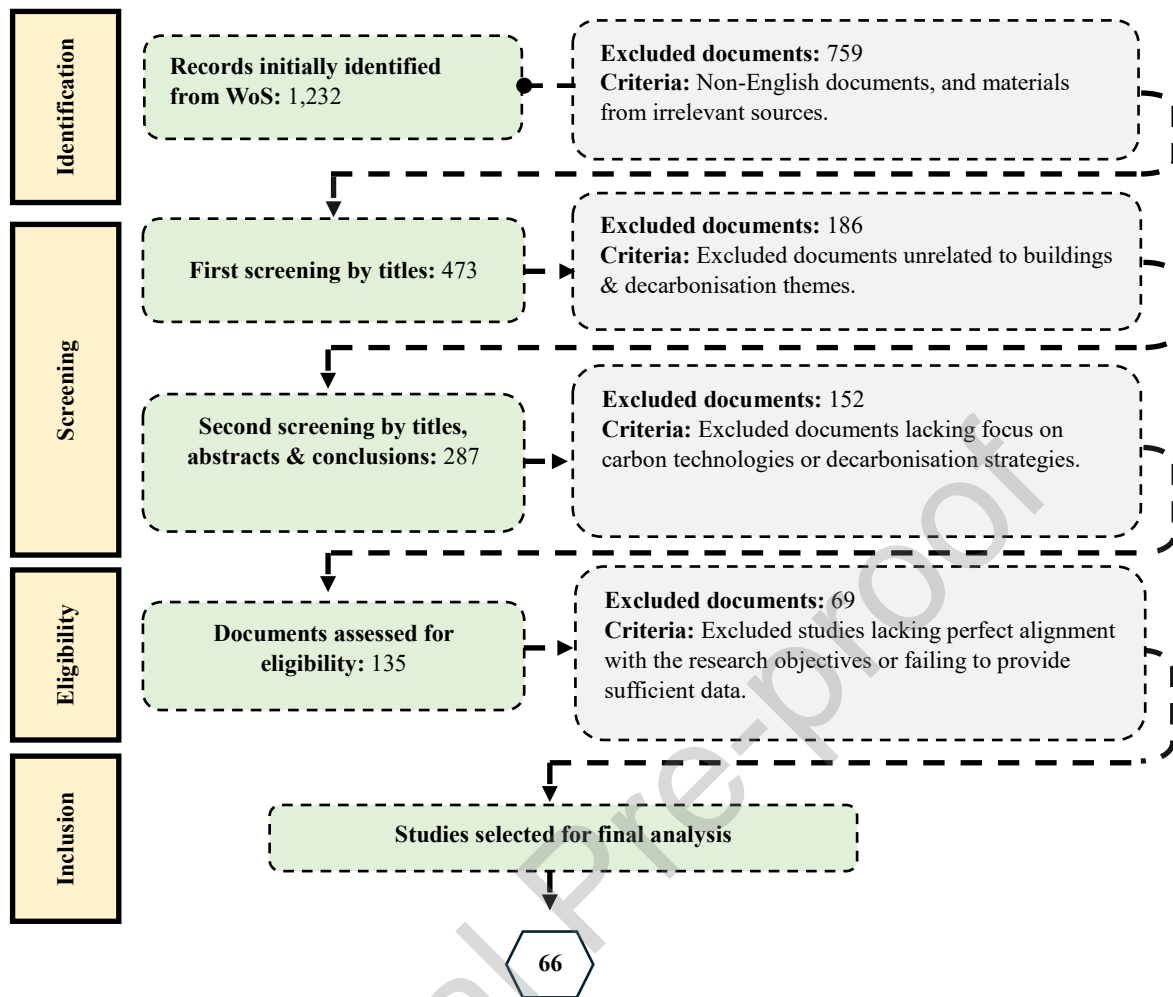 Identification
Records initially identified
from WoS: 1,232
Excluded documents: 759
Criteria: Non-English documents, and materials
from irrelevant sources.
Screening
First screening by titles: 473
Excluded documents: 186
Criteria: Excluded documents unrelated to buildings
& decarbonisation themes.
Second screening by titles,
abstracts & conclusions: 287
Excluded documents: 152
Criteria: Excluded documents lacking focus on
carbon technologies or decarbonisation strategies.
Eligibility
Documents assessed for
eligibility: 135
Excluded documents: 69
Criteria: Excluded studies lacking perfect alignment
with the research objectives or failing to provide
sufficient data.
Inclusion
Studies selected for final analysis
66
l Pre-proof